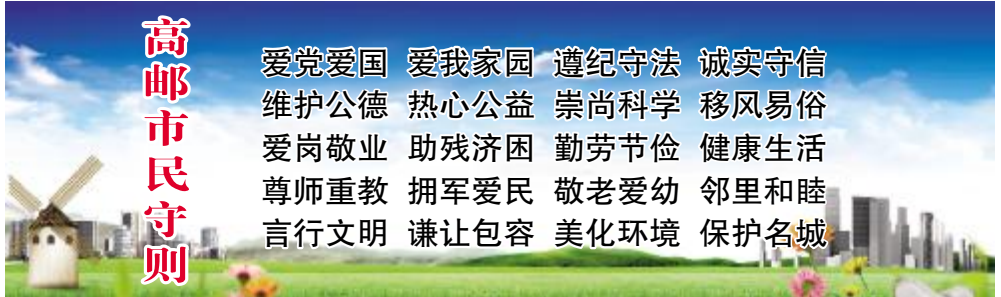 高邮市民守则
爱党爱国 爱我家园 遵纪守法 诚实守信
维护公德 热心公益 崇尚科学 移风易俗
爱岗敬业 助残济困 勤劳节俭 健康生活
尊师重教 拥军爱民 敬老爱幼 邻里和睦
言行文明 谦让包容 美化环境 保护名城